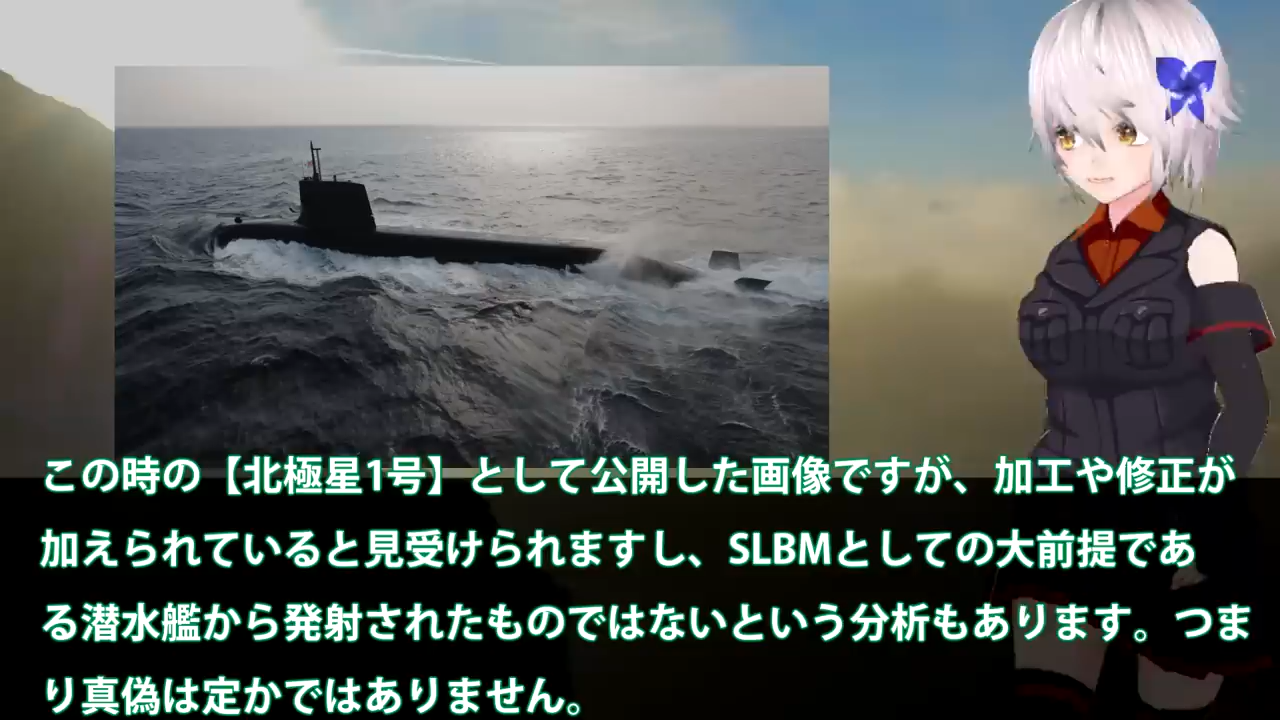 この時の【北極星1号】として公開した画像ですが、加工や修正が
加えられていると見受けられますし、SLBMとしての大前提であ
る潜水艦から発射されたものではないという分析もあります。つま
り真偽は定かではありません。